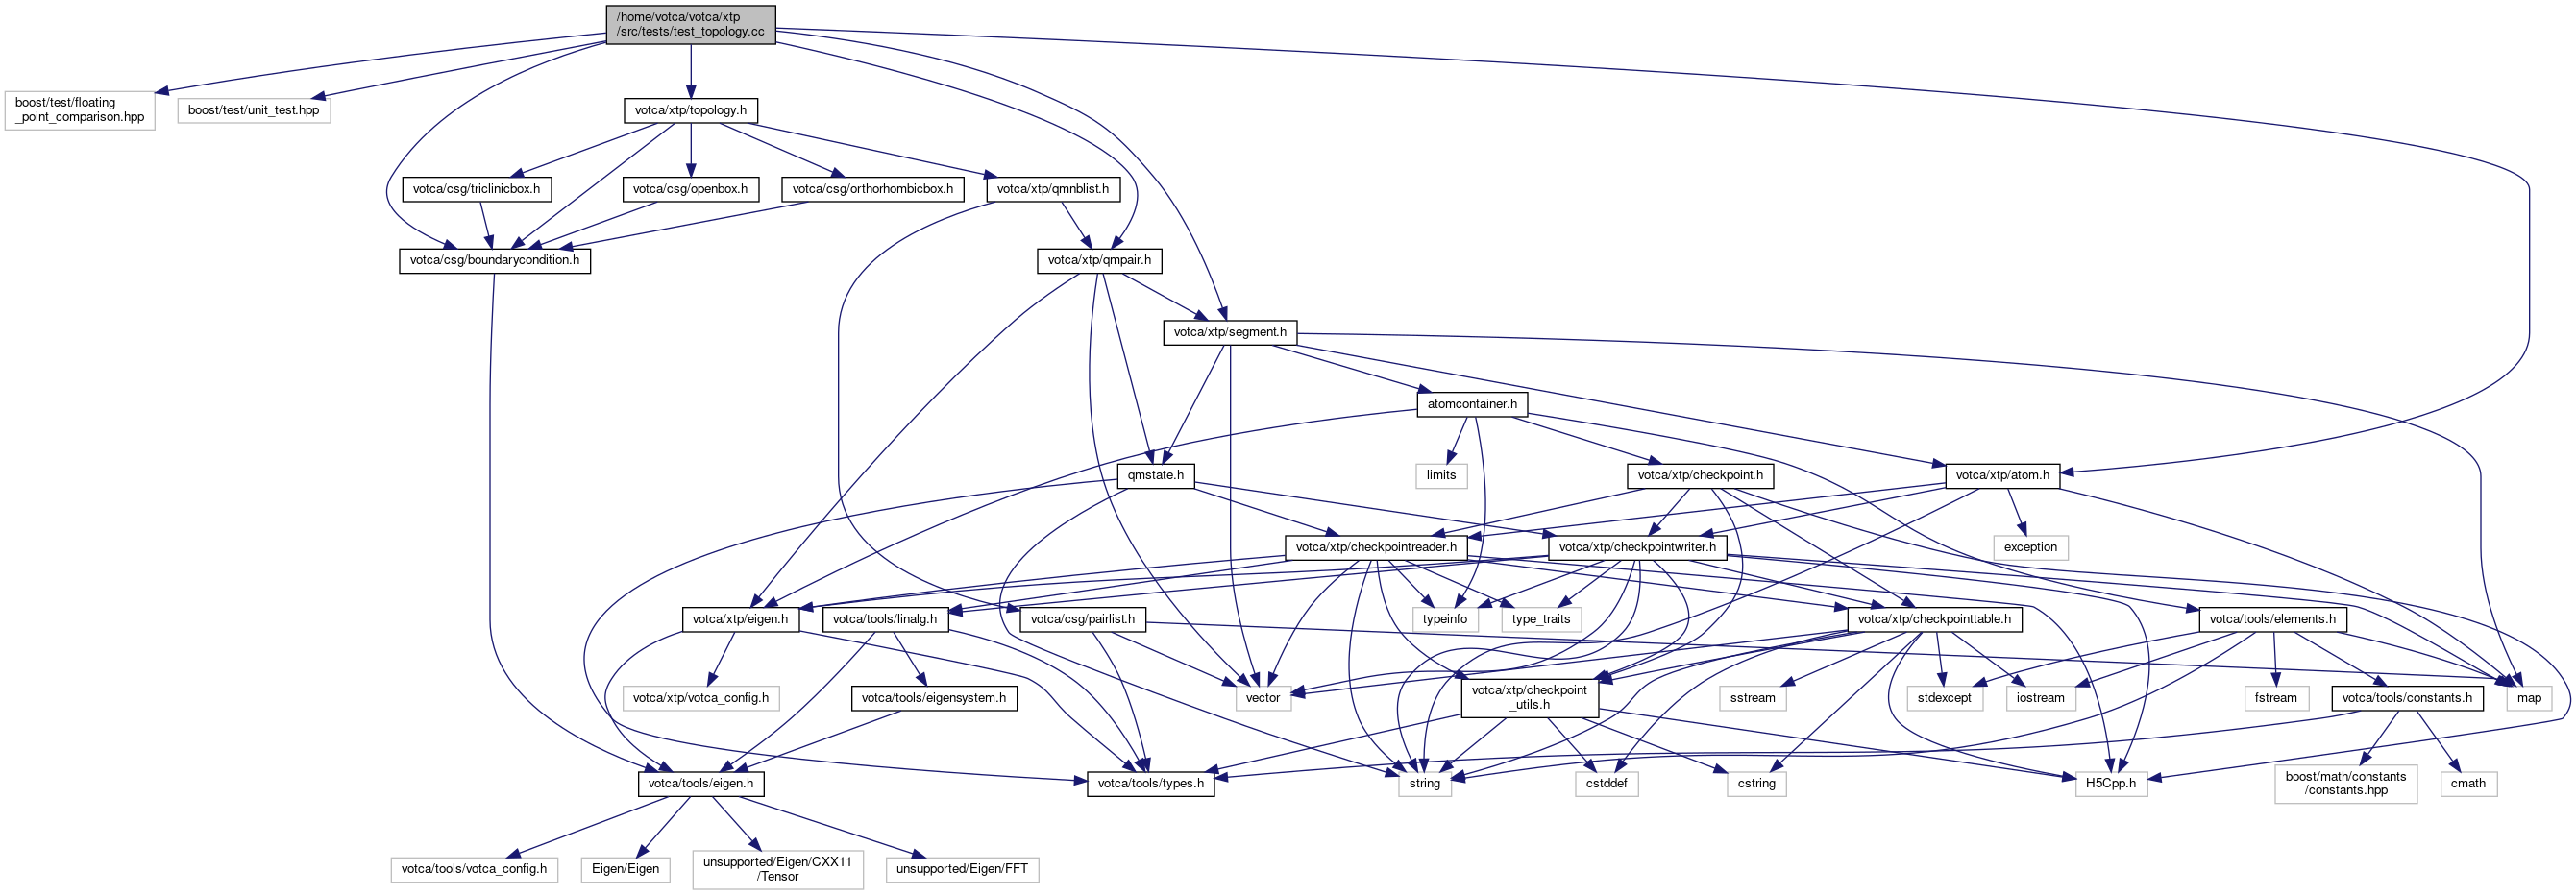 /home/votca/votca/xtp
/src/tests/test_topology.cc
boost/test/floating
_point_comparison.hpp
boost/test/unit_test.hpp
votca/xtp/topology.h
votca/csg/triclinicbox.h
votca/csg/openbox.h
votca/csg/orthorhombicbox.h
votca/xtp/qmnblist.h
votca/csg/boundarycondition.h
votca/xtp/qmpair.h
votca/xtp/segment.h
atomcontainer.h
qmstate.h
limits
votca/xtp/checkpoint.h
votca/xtp/atom.h
votca/xtp/checkpointreader.h
votca/xtp/checkpointwriter.h
exception
votca/xtp/eigen.h
votca/tools/linalg.h
votca/csg/pairlist.h
typeinfo
type_traits
votca/xtp/checkpointtable.h
votca/tools/elements.h
votca/xtp/votca_config.h
votca/tools/eigensystem.h
vector
votca/xtp/checkpoint
_utils.h
sstream
stdexcept
iostream
fstream
votca/tools/constants.h
map
votca/tools/eigen.h
votca/tools/types.h
string
cstddef
cstring
H5Cpp.h
boost/math/constants
/constants.hpp
cmath
votca/tools/votca_config.h
Eigen/Eigen
unsupported/Eigen/CXX11
/Tensor
unsupported/Eigen/FFT